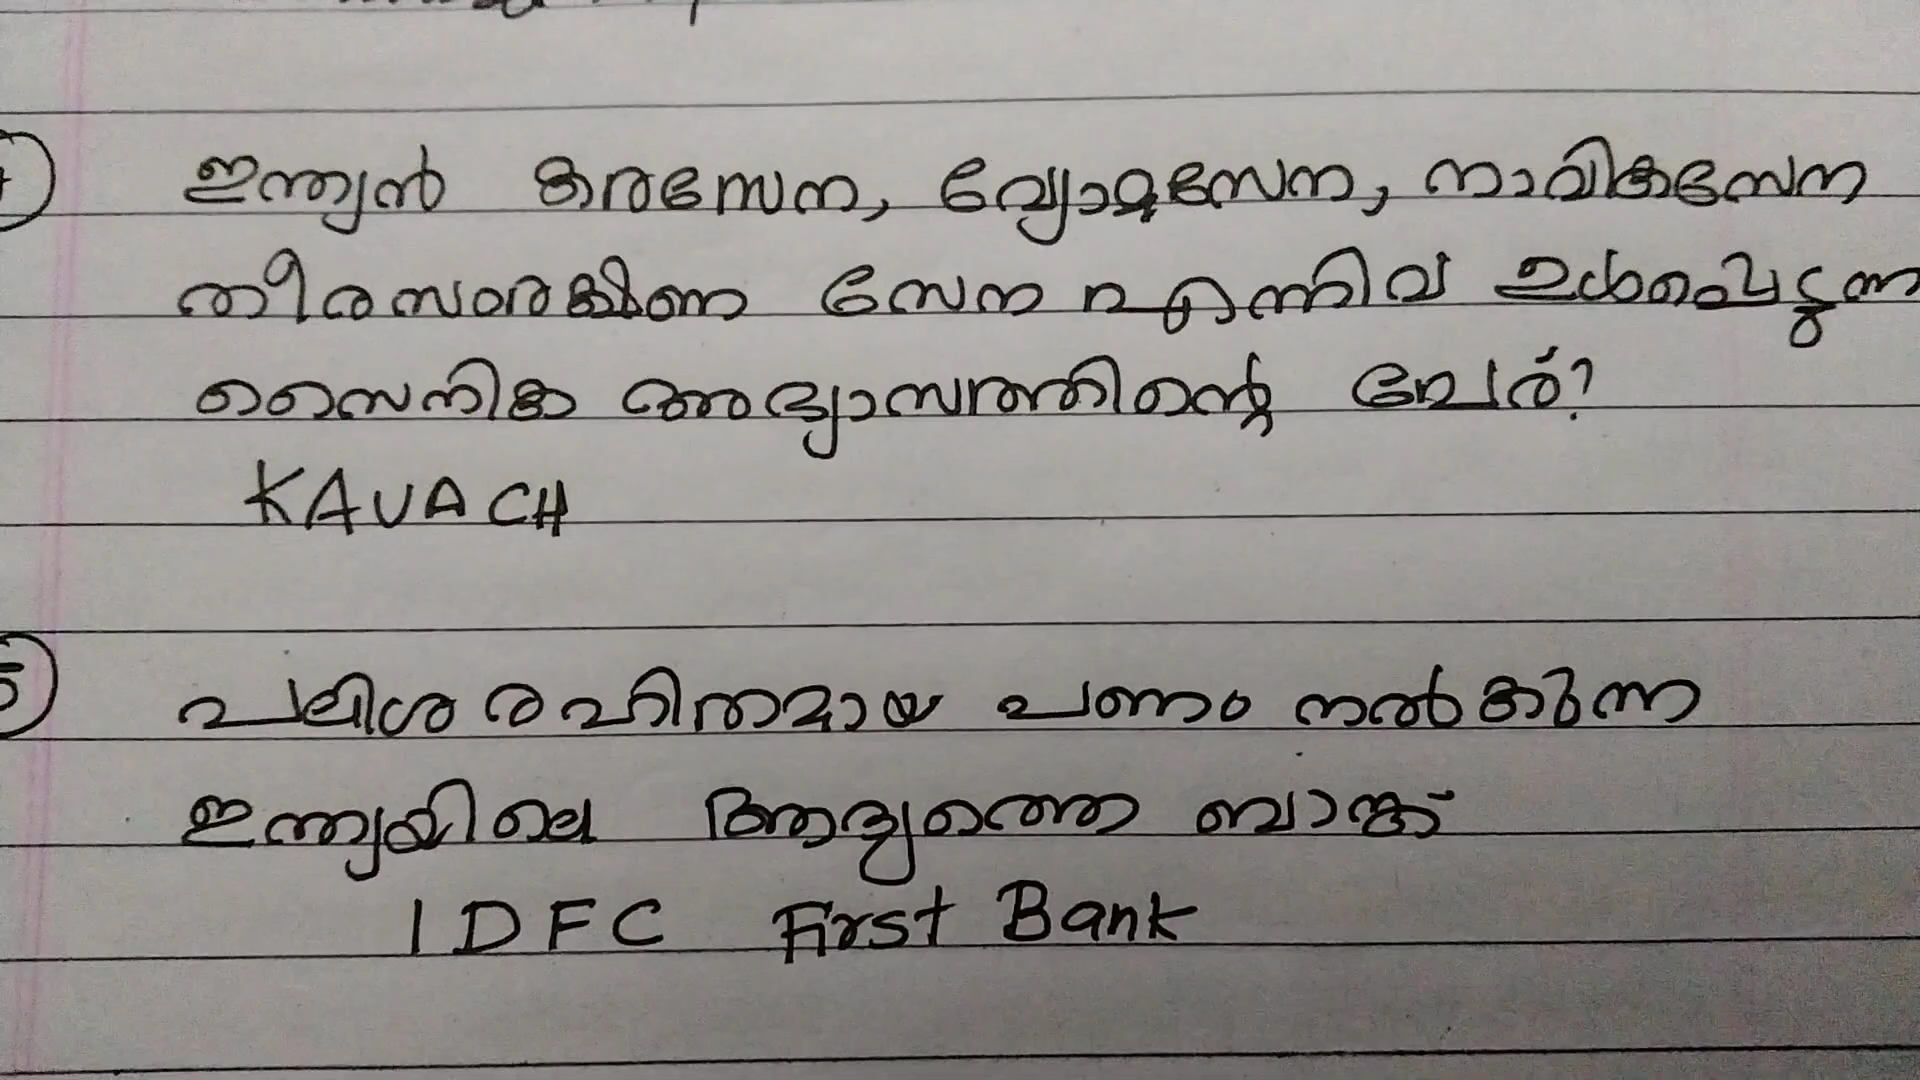 ഇന്ത്യൻ കരസേന, വ്യോമസേന, നാവികസേന
തീരസംരക്ഷണ സേന എന്നിവ ഉൾപ്പെടുന്ന
സൈനിക അഭ്യാസത്തിന്റെ പേര്?
KAVACH
5 പലിശ രഹിതമായ പണം നൽകുന്ന
ഇന്ത്യയിലെ ആദ്യത്തെ ബാങ്ക്
IDFC First Bank